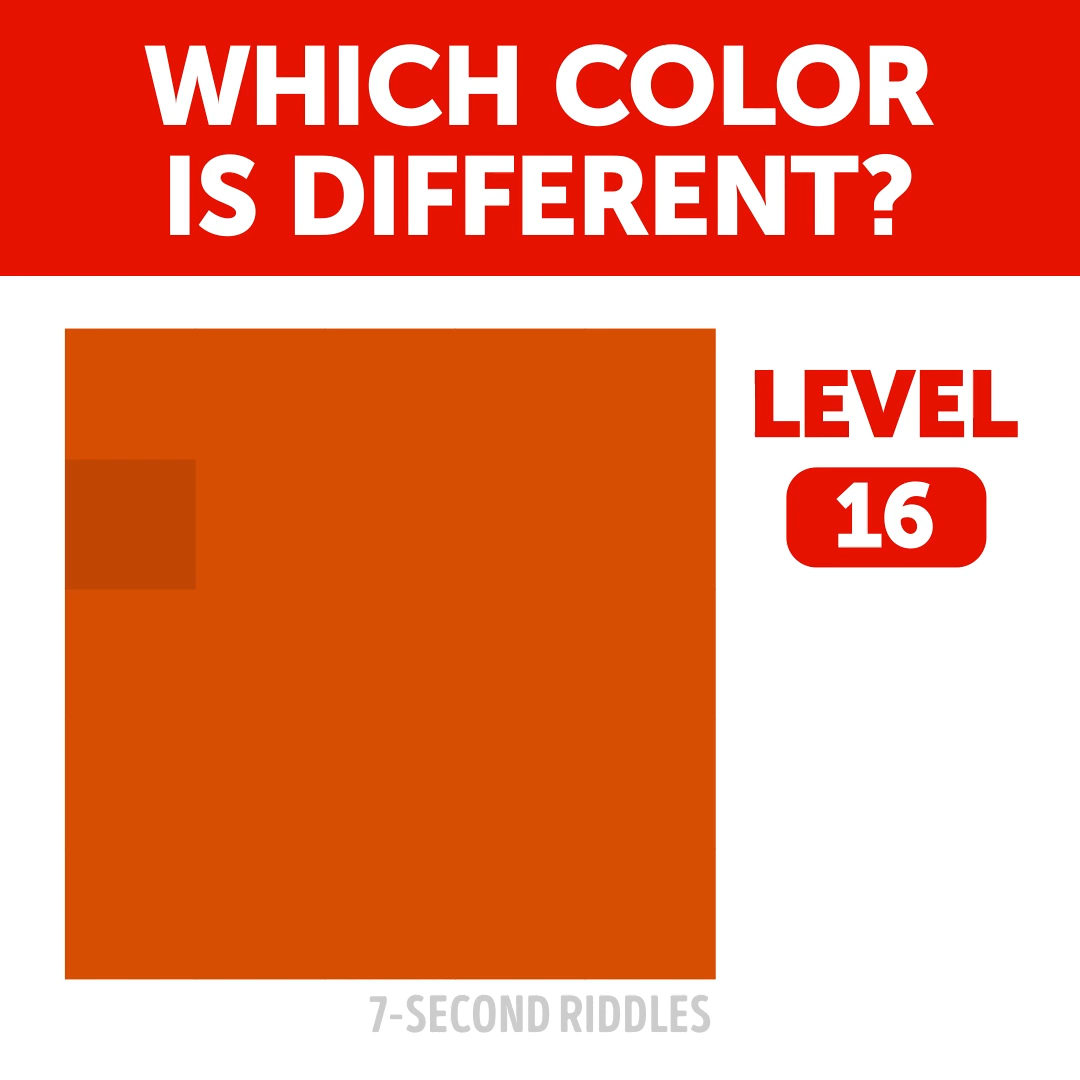 WHICH COLOR
IS DIFFERENT?
LEVEL
16
7-SECOND RIDDLES